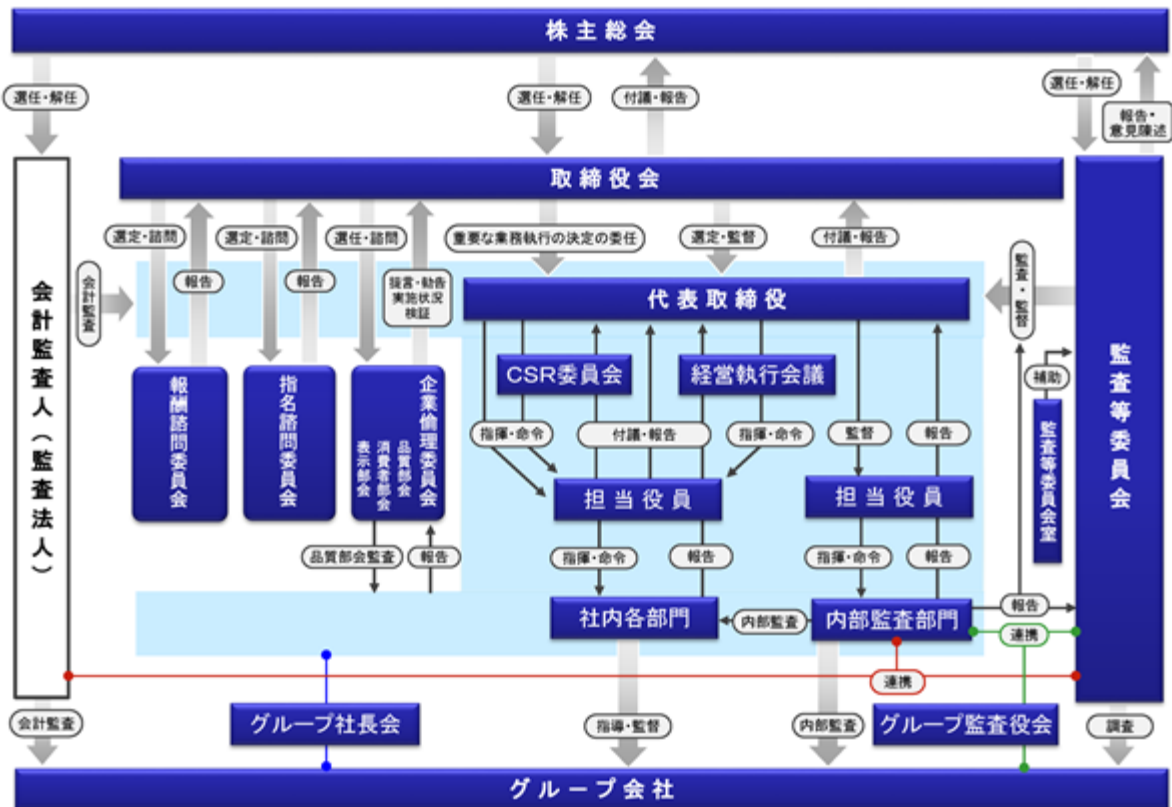 株主総会
選任・解任
選任・解任
付議・報告
選任・解任
報告・
意見陳述
取締役会
選定・諮問
報告
選定・諮問
報告
選任・諮問
提言・勧告
実施状況
検証
重要な業務執行の決定の委任
選定・監督
付議・報告
会計監査
監査・監督
会計監査人（監査法人）
代表取締役
監査等委員会
CSR委員会
経営執行会議
補助
監査等委員会室
報酬諮問委員会
指名諮問委員会
企業倫理委員会
品質部会
消費者部会
表示部会
指揮・命令
付議・報告
指揮・命令
監督
報告
担当役員
担当役員
品質部会監査
報告
指揮・命令
報告
指揮・命令
報告
社内各部門
内部監査
内部監査部門
報告
連携
連携
会計監査
グループ社長会
指導・監督
内部監査
グループ監査役会
調査
グループ会社